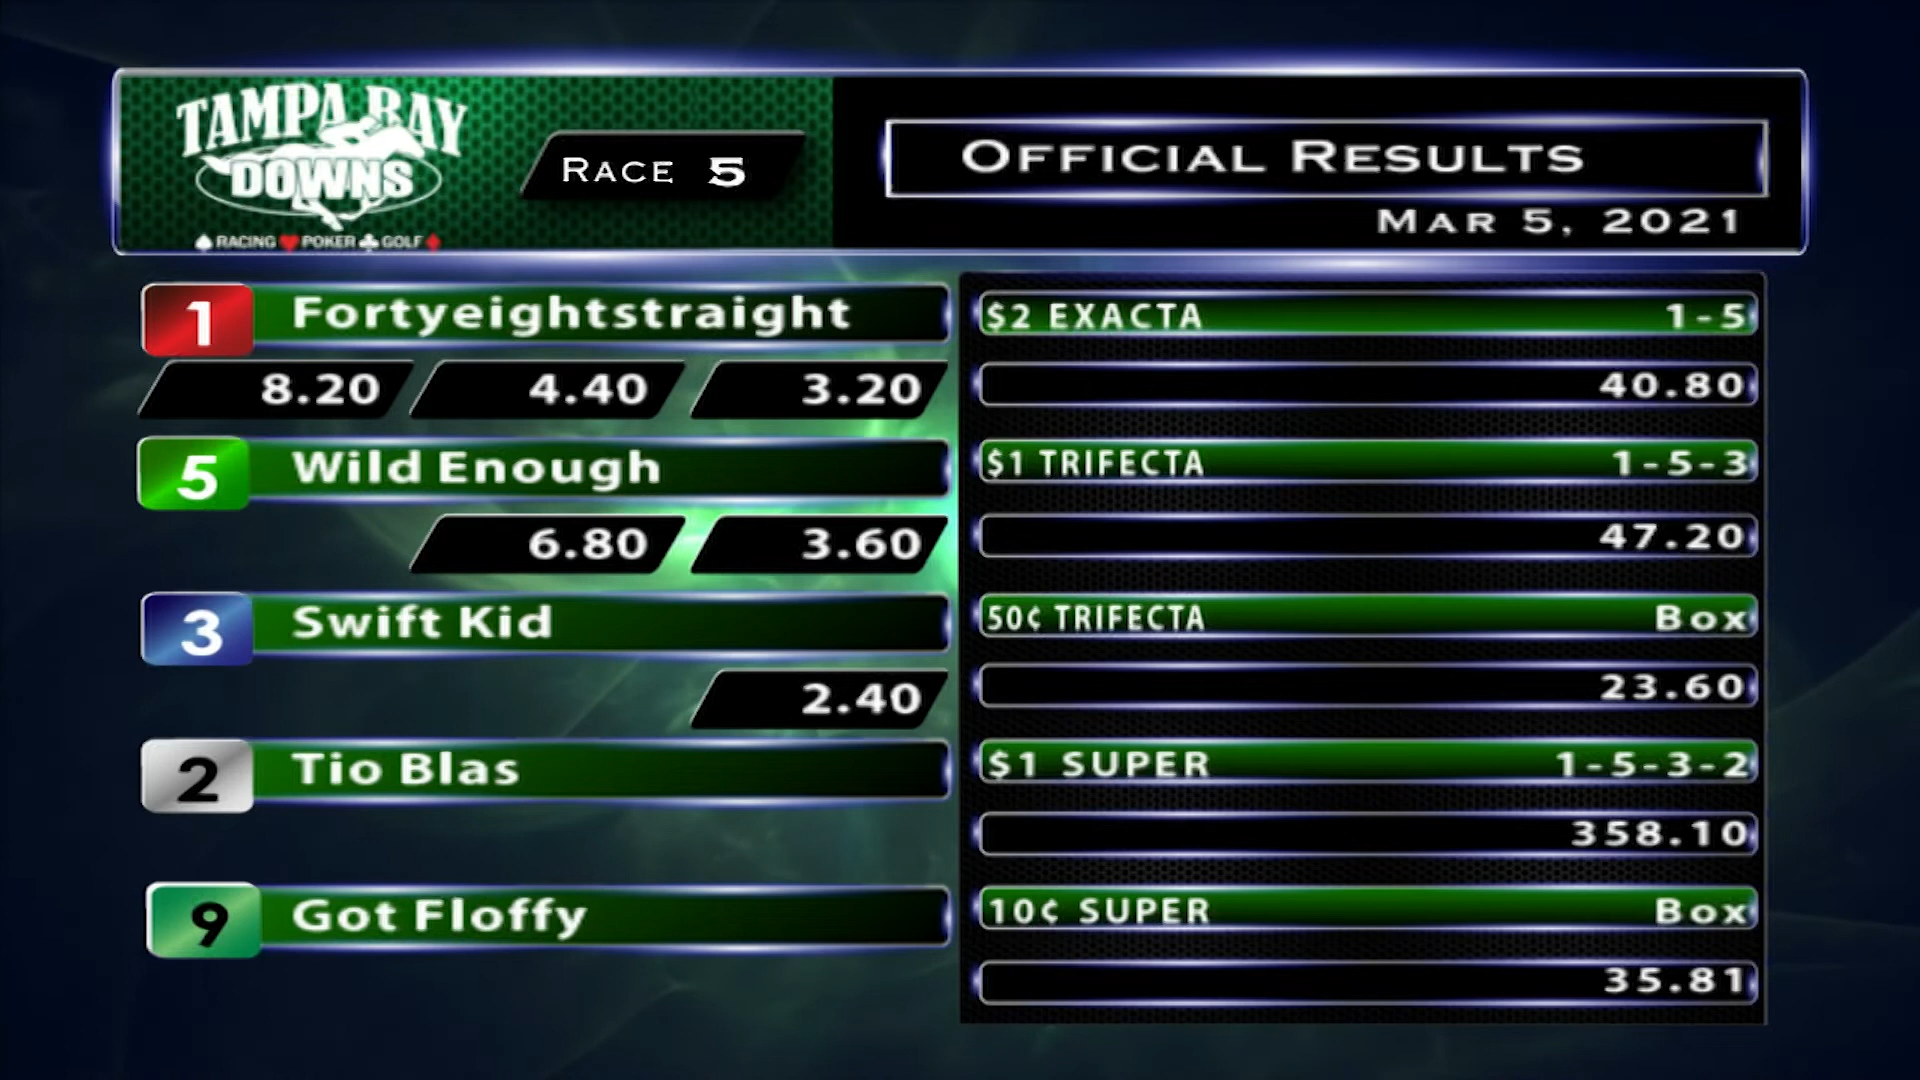 TAMPA BAY
DOWNS
RACING POKER GOLF
RACE 5
OFFICIAL RESULTS
MAR 5, 2021
1 Fortyeightstraight
8.20 4.40 3.20
5 Wild Enough
6.80 3.60
3 Swift Kid
2.40
2 Tio Blas
9 Got Floffy
$2 EXACTA 1-5
40.80
$1 TRIFECTA 1-5-3
47.20
50¢ TRIFECTA Box
23.60
$1 SUPER 1-5-3-2
358.10
10¢ SUPER Box
35.81